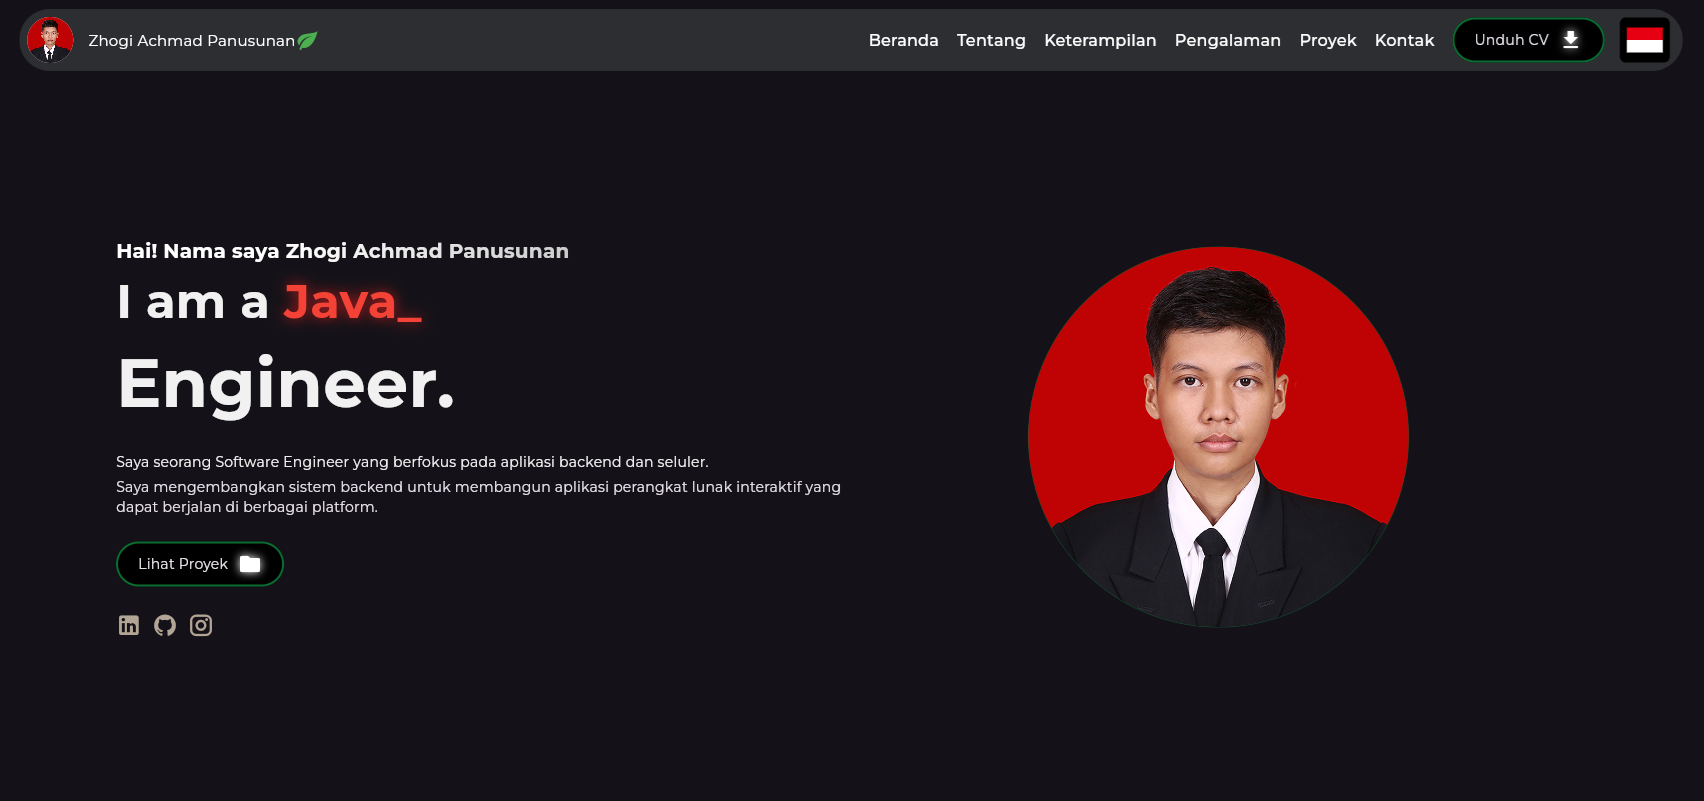 Zhogi Achmad Panusunan
Beranda Tentang Keterampilan Pengalaman Proyek Kontak Unduh CV
Hai! Nama saya Zhogi Achmad Panusunan
I am a Java_
Engineer.
Saya seorang Software Engineer yang berfokus pada aplikasi backend dan seluler.
Saya mengembangkan sistem backend untuk membangun aplikasi perangkat lunak interaktif yang
dapat berjalan di berbagai platform.
Lihat Proyek
in